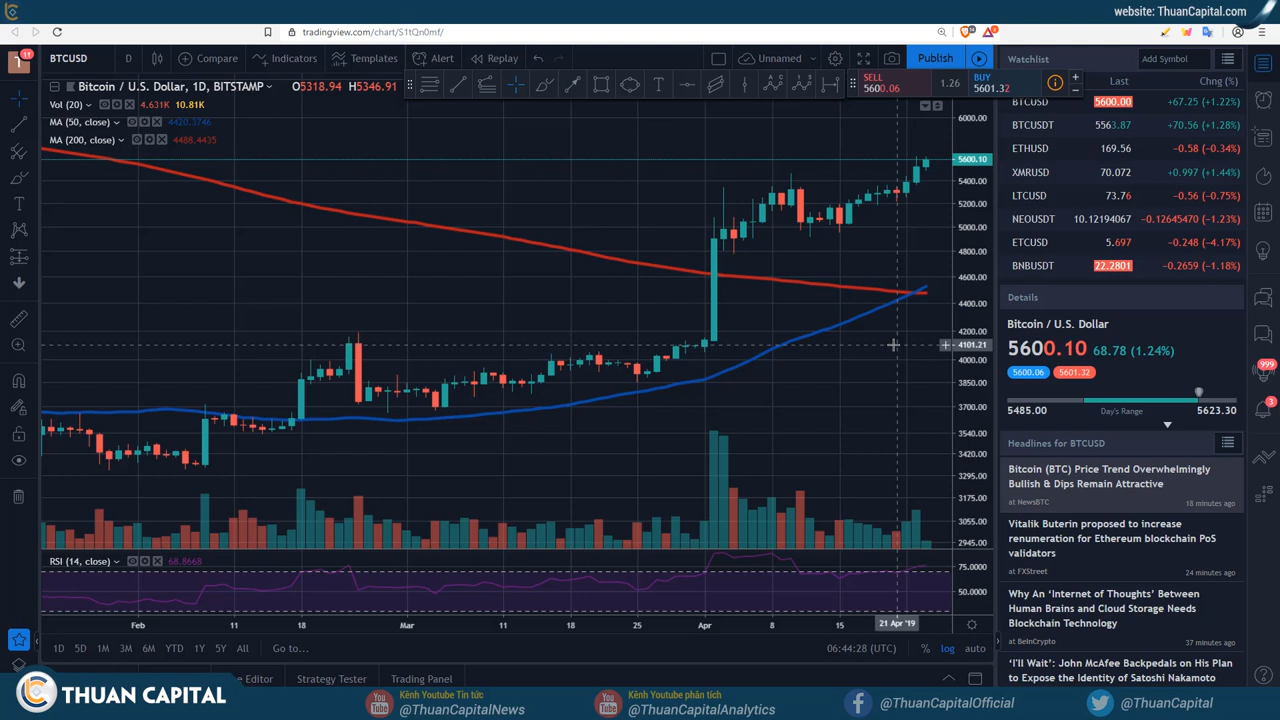 website: ThuanCapital.com
tradingview.com/chart/S1tQn0mf/
11
BTCUSD
D
Compare
Indicators
Templates
Alert
Replay
Unnamed
Publish
Bitcoin / U.S. Dollar, 1D, BITSTAMP
O5318.94 H5346.91
SELL
5600.06
1.26
BUY
5601.32
Vol (20)
4.631K 10.81K
MA (50, close)
4420.3746
MA (200, close)
4488.4435
6000.00
5600.10
5400.00
5200.00
5000.00
4800.00
4600.00
4400.00
4200.00
4101.21
4000.00
3850.00
3700.00
3540.00
3420.00
3295.00
3175.00
3055.00
2945.00
RSI (14, close)
68.8668
75.0000
50.0000
Feb
11
18
Mar
11
18
25
Apr
8
15
21 Apr '19
1D 5D 1M 3M 6M YTD 1Y 5Y All
Go to...
06:44:28 (UTC)
%
log
auto
e Editor
Strategy Tester
Trading Panel
Watchlist
Add Symbol
Last
Chg (%)
BTCUSD 5600.00 +67.25 (+1.22%)
BTCUSDT 5563.87 +70.56 (+1.28%)
ETHUSD 169.56 −0.58 (−0.34%)
XMRUSD 70.072 +0.997 (+1.44%)
LTCUSD 73.76 −0.56 (−0.75%)
NEOUSDT 10.12194067 −0.12645470 (−1.23%)
ETCUSD 5.697 −0.248 (−4.17%)
BNBUSDT 22.2801 −0.2659 (−1.18%)
Details
Bitcoin / U.S. Dollar
5600.10 68.78 (1.24%)
5600.06 5601.32
5485.00
Day's Range
5623.30
Headlines for BTCUSD
Bitcoin (BTC) Price Trend Overwhelmingly
Bullish & Dips Remain Attractive
at NewsBTC
18 minutes ago
Vitalik Buterin proposed to increase
renumeration for Ethereum blockchain PoS
validators
at FXStreet
24 minutes ago
Why An ‘Internet of Thoughts’ Between
Human Brains and Cloud Storage Needs
Blockchain Technology
at BeInCrypto
37 minutes ago
‘I'll Wait’: John McAfee Backpedals on His Plan
to Expose the Identity of Satoshi Nakamoto
999
3
THUAN CAPITAL
Kênh Youtube Tin tức
@ThuanCapitalNews
Kênh Youtube phân tích
@ThuanCapitalAnalytics
@ThuanCapitalOfficial
@ThuanCapital